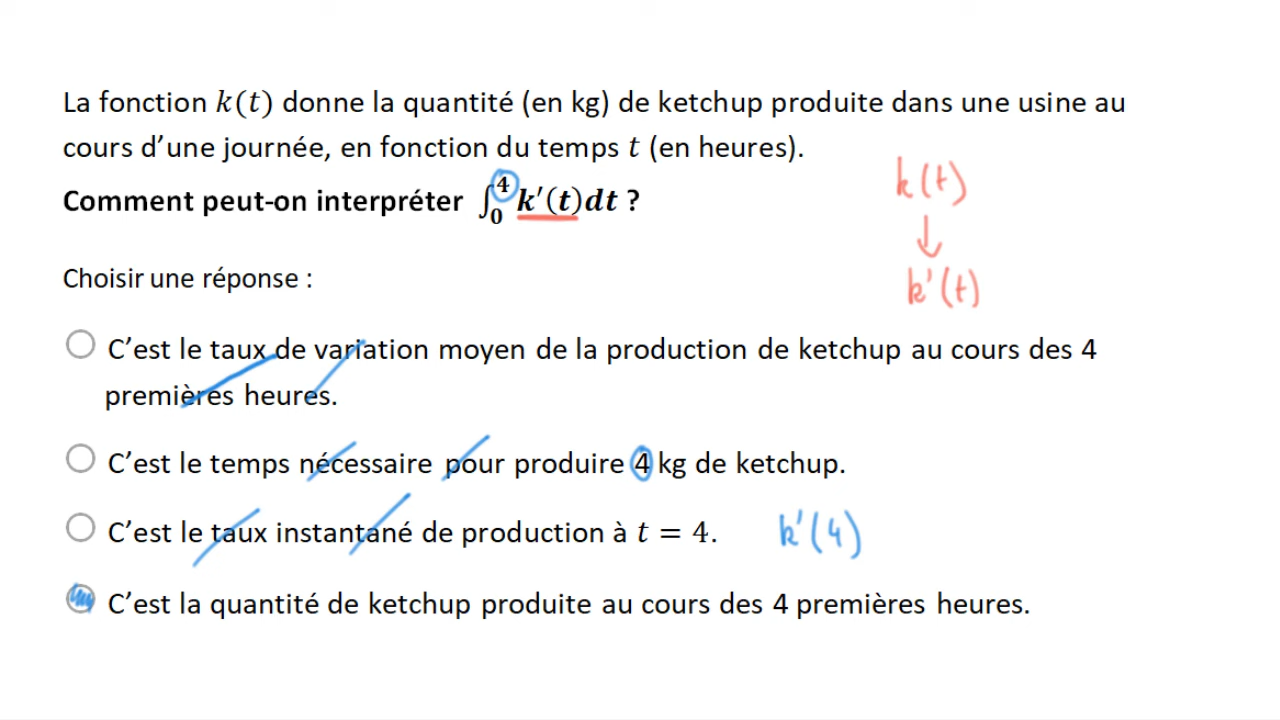 La fonction k(t) donne la quantité (en kg) de ketchup produite dans une usine au
cours d’une journée, en fonction du temps t (en heures).
Comment peut-on interpréter ∫₀⁴ k′(t)dt ?
k(t)
↓
k'(t)
Choisir une réponse :
C’est le taux de variation moyen de la production de ketchup au cours des 4
premières heures.
C’est le temps nécessaire pour produire 4 kg de ketchup.
C’est le taux instantané de production à t = 4.
k'(4)
C’est la quantité de ketchup produite au cours des 4 premières heures.